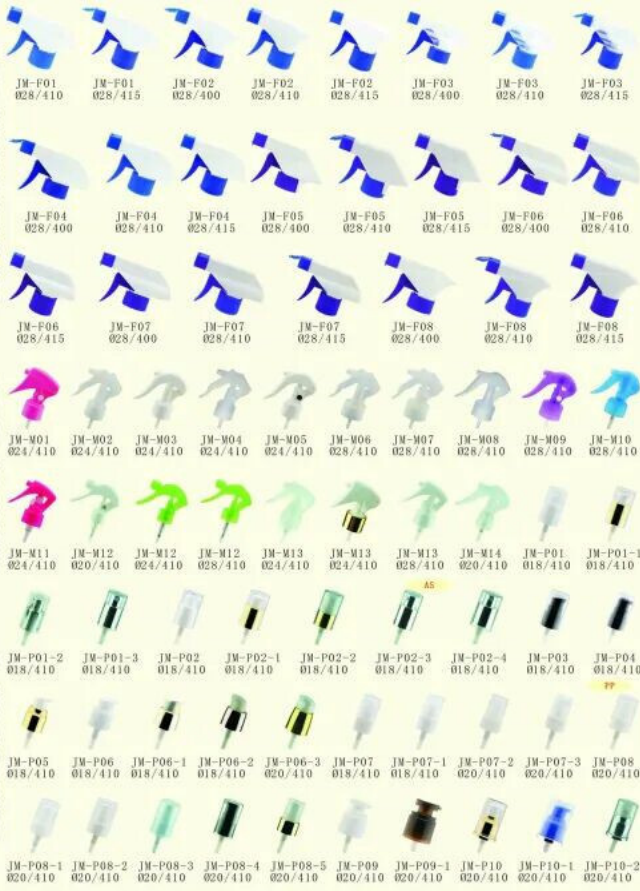 JM-F01 JM-F01 JM-F02 JM-F02 JM-F02 JM-F03 JM-F03 JM-F03
Ø28/410 Ø28/415 Ø28/400 Ø28/410 Ø28/415 Ø28/400 Ø28/410 Ø28/415
JM-F04 JM-F04 JM-F04 JM-F05 JM-F05 JM-F05 JM-F06 JM-F06
Ø28/400 Ø28/410 Ø28/415 Ø28/400 Ø28/410 Ø28/415 Ø28/400 Ø28/410
JM-F06 JM-F07 JM-F07 JM-F07 JM-F08 JM-F08 JM-F08
Ø28/415 Ø28/400 Ø28/410 Ø28/415 Ø28/400 Ø28/410 Ø28/415
JM-M01 JM-M02 JM-M03 JM-M04 JM-M05 JM-M06 JM-M07 JM-M08 JM-M09 JM-M10
Ø24/410 Ø24/410 Ø24/410 Ø24/410 Ø24/410 Ø28/410 Ø28/410 Ø28/410 Ø28/410 Ø28/410
JM-M11 JM-M12 JM-M12 JM-M12 JM-M13 JM-M13 JM-M13 JM-M14 JM-P01 JM-P01-1
Ø24/410 Ø20/410 Ø24/410 Ø28/410 Ø24/410 Ø24/410 Ø28/410 Ø20/410 Ø18/410 Ø18/410
AS
JM-P01-2 JM-P01-3 JM-P02 JM-P02-1 JM-P02-2 JM-P02-3 JM-P02-4 JM-P03 JM-P04
Ø18/410 Ø18/410 Ø18/410 Ø18/410 Ø18/410 Ø18/410 Ø18/410 Ø18/410 Ø18/410
PP
JM-P05 JM-P06 JM-P06-1 JM-P06-2 JM-P06-3 JM-P07 JM-P07-1 JM-P07-2 JM-P07-3 JM-P08
Ø18/410 Ø18/410 Ø18/410 Ø18/410 Ø20/410 Ø18/410 Ø18/410 Ø20/410 Ø20/410 Ø20/410
JM-P08-1 JM-P08-2 JM-P08-3 JM-P08-4 JM-P08-5 JM-P09 JM-P09-1 JM-P10 JM-P10-1 JM-P10-2
Ø20/410 Ø20/410 Ø20/410 Ø20/410 Ø20/410 Ø20/410 Ø20/410 Ø20/410 Ø20/410 Ø20/410